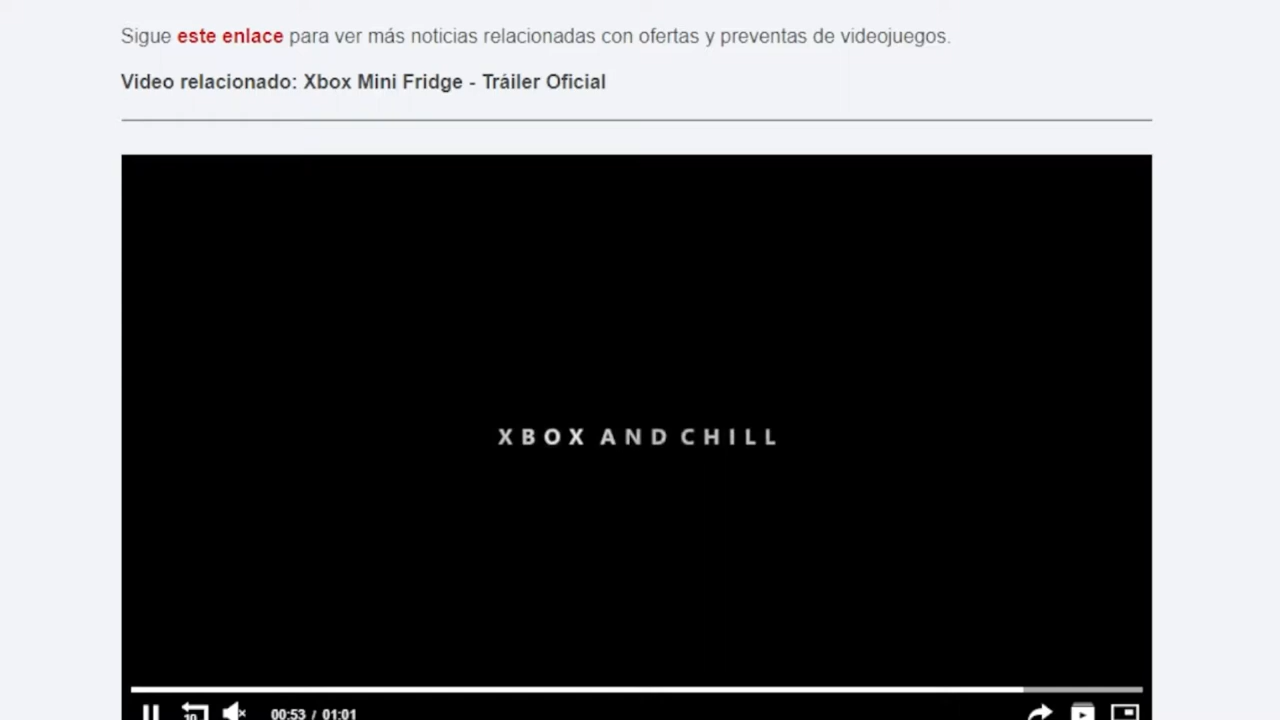 Sigue este enlace para ver más noticias relacionadas con ofertas y preventas de videojuegos.
Video relacionado: Xbox Mini Fridge - Tráiler Oficial
XBOX AND CHILL
10
00:53 / 01:01